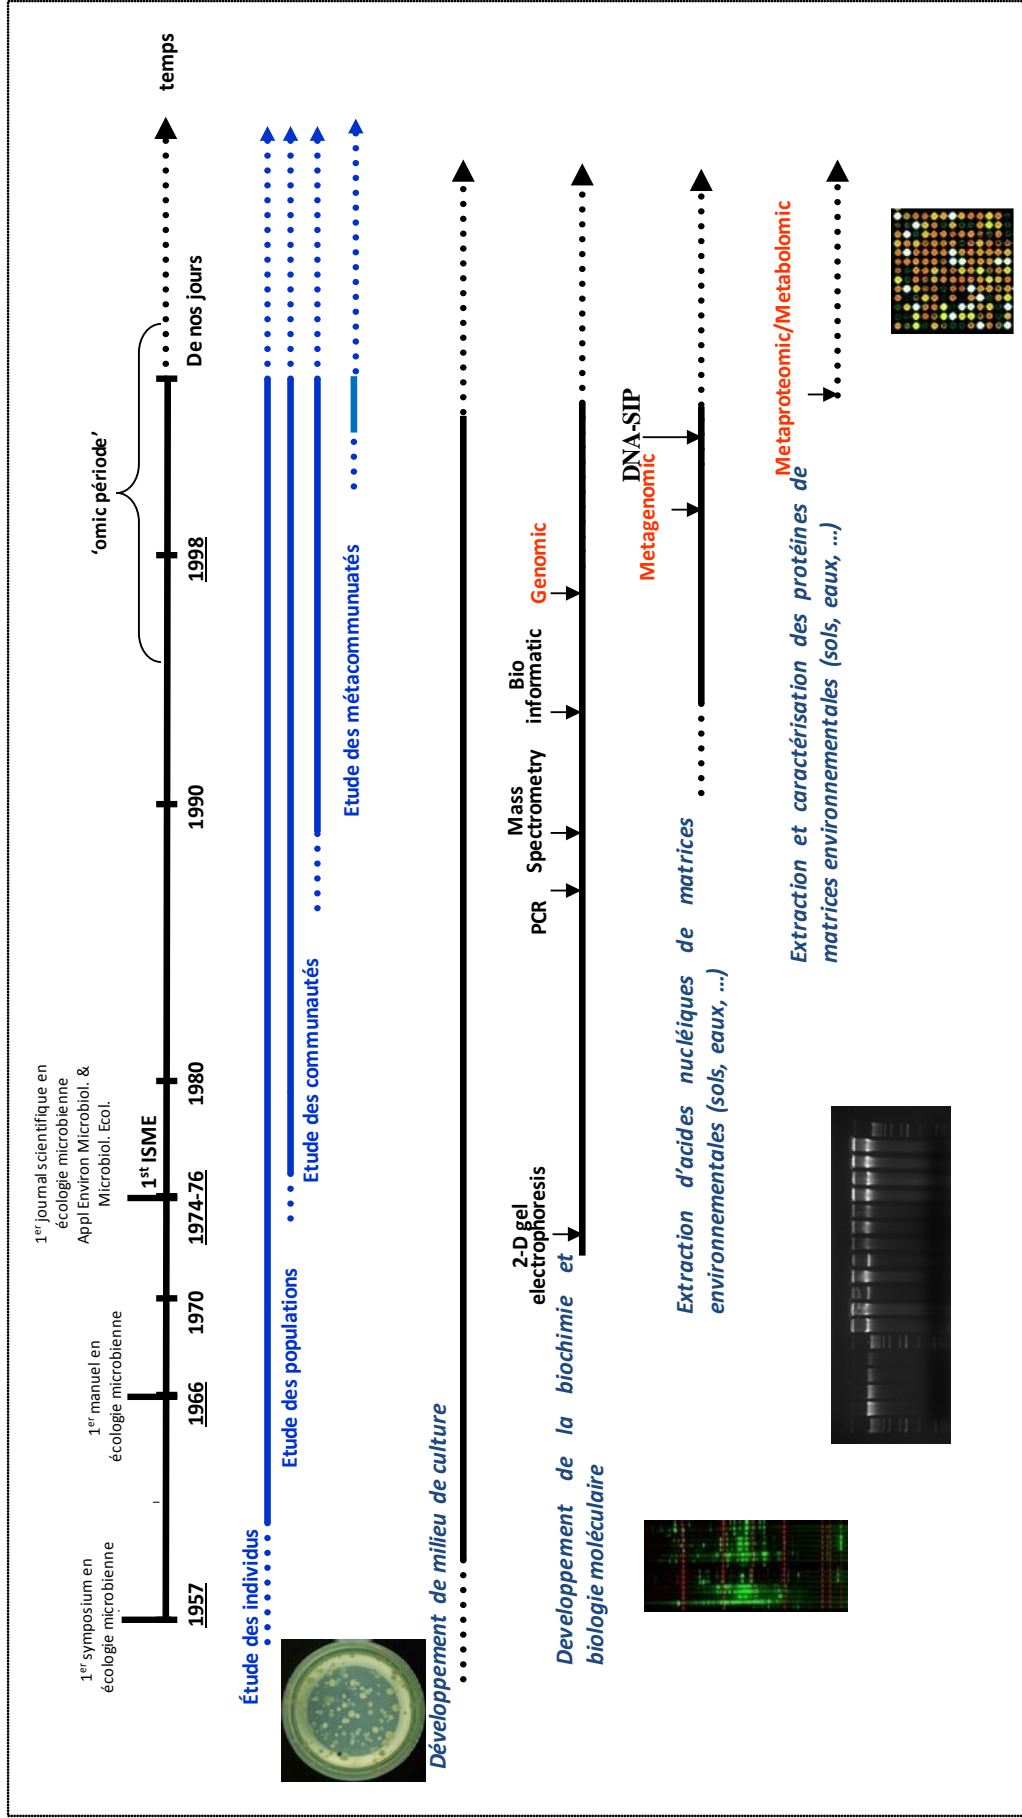 1er symposium en
écologie microbienne
1er manuel en
écologie microbienne
1er journal scientifique en
écologie microbienne
Appl Environ Microbiol. &
Microbiol. Ecol.
1st ISME
'omic période'
temps
1957
1966
1970
1974-76
1980
1990
1998
De nos jours
Étude des individus
Etude des populations
Etude des communautés
Etude des métacommunuatés
Développement de milieu de culture
2-D gel
electrophoresis
PCR
Mass
Spectrometry
Bio
informatic
Genomic
Developpement de la biochimie et
biologie moléculaire
DNA-SIP
Metagenomic
Extraction d'acides nucléiques de matrices
environnementales (sols, eaux, ...)
Metaproteomic/Metabolomic
Extraction et caractérisation des protéines de
matrices environnementales (sols, eaux, ...)